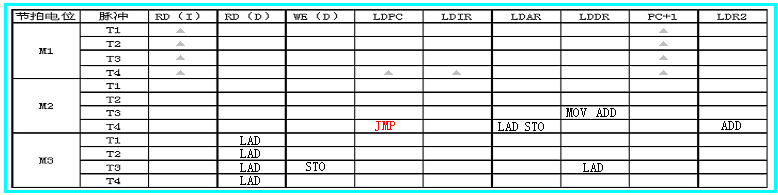 节拍电位 脉冲 RD（I） RD（D） WE（D） LDPC LDIR LDAR LDDR PC+1 LDR2
M1 T1
T2
T3
T4
M2 T1
T2
T3 MOV ADD
T4 JMP LAD STO ADD
M3 T1 LAD
T2 LAD
T3 LAD STO LAD
T4 LAD